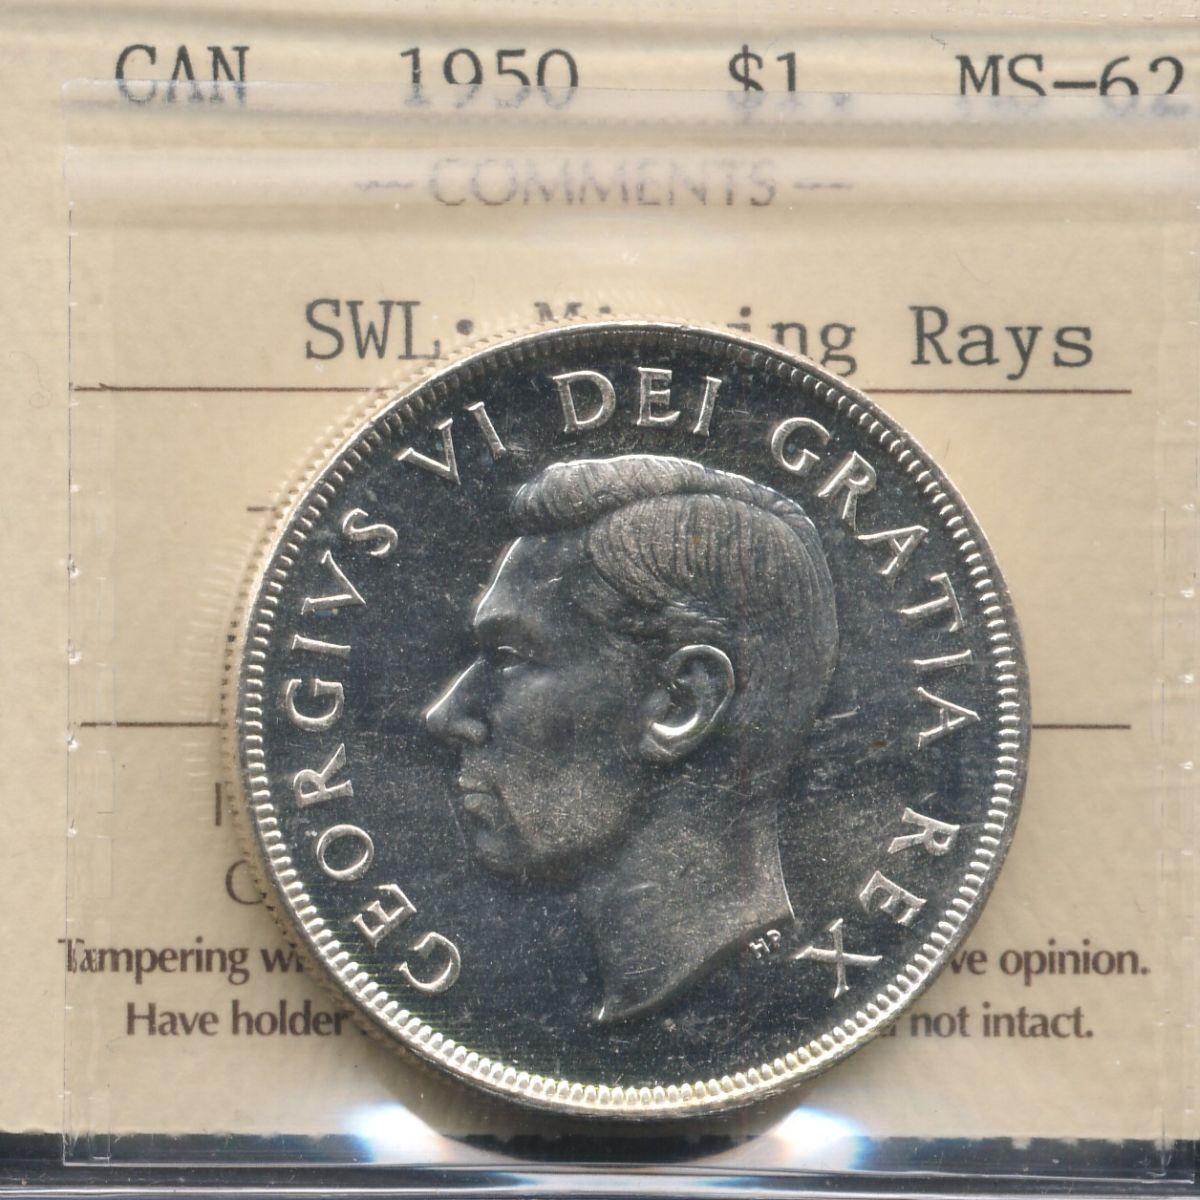 CAN 1950 $1. MS-62
COMMENTS
SWL: Rays
GEORGIVS VI DEI GRATIA REX
HP
Tampering opinion.
Have holder not intact.